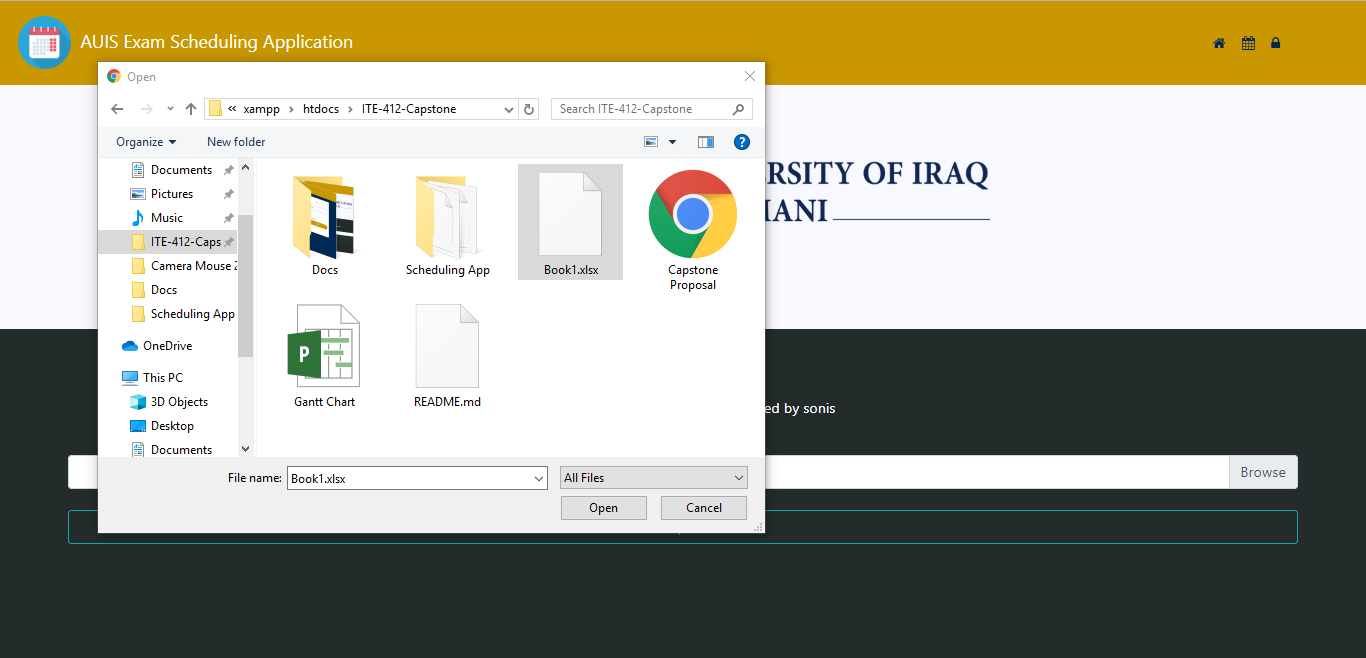 AUIS Exam Scheduling Application
Open
« xampp > htdocs > ITE-412-Capstone
Search ITE-412-Capstone
Organize
New folder
?
Documents
Pictures
Music
ITE-412-Caps
Camera Mouse 2
Docs
Scheduling App
OneDrive
This PC
3D Objects
Desktop
Documents
Docs
Scheduling App
Book1.xlsx
Capstone
Proposal
P
Gantt Chart
README.md
RSITY OF IRAQ
IANI
ed by sonis
File name:
Book1.xlsx
All Files
Open
Cancel
Browse